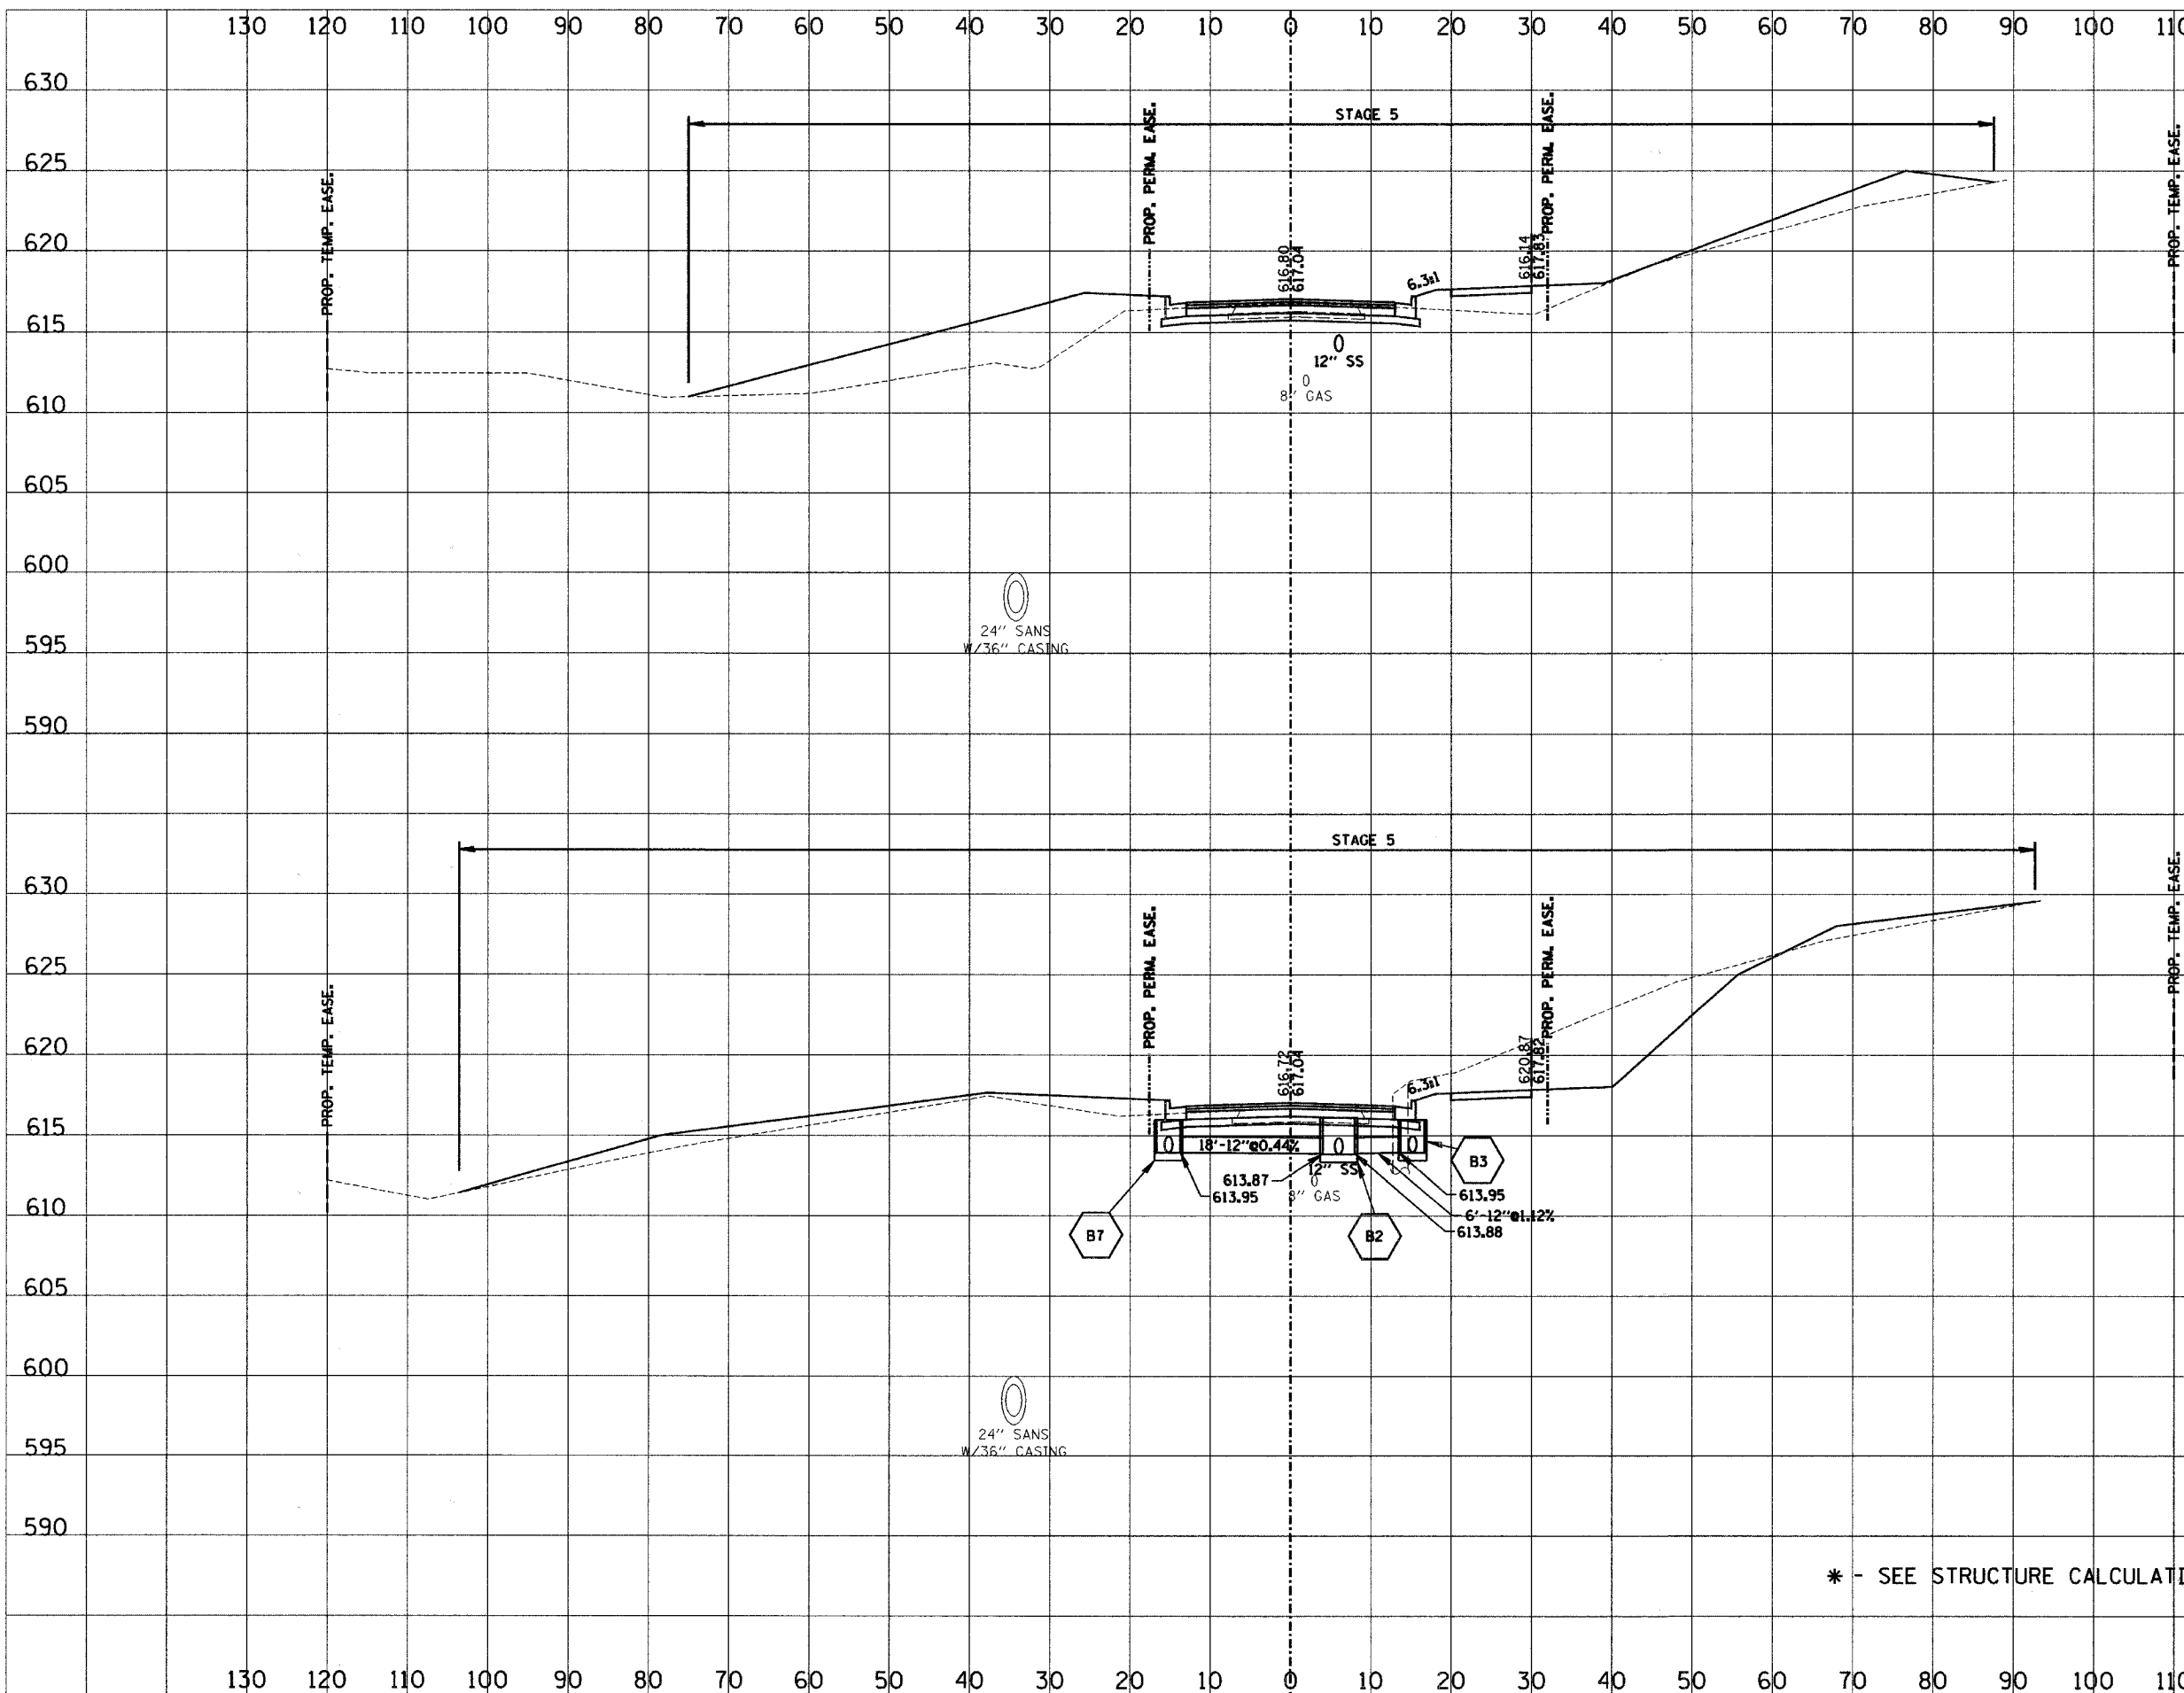 130 120 110 100 90 80 70 60 50 40 30 20 10 0 10 20 30 40 50 60 70 80 90 100
630
STAGE 5
PROP. PERM. EASE.
PROP. PERM. EASE.
PROP. TEMP. EASE.
625
PROP. TEMP. EASE.
620
616.80
617.04
616.14
617.83
6.3:1
615
12" SS
8" GAS
610
605
600
24" SANS
W/36" CASING
595
590
STAGE 5
630
PROP. PERM. EASE.
PROP. PERM. EASE.
PROP. TEMP. EASE.
625
PROP. TEMP. EASE.
620
616.72
617.04
620.87
617.82
6.3:1
615
18'-12"@0.44%
B3
12" SS
613.87
8" GAS
613.95
613.95
610
6'-12"@1.12%
613.88
B7
B2
605
600
24" SANS
W/36" CASING
595
590
* - SEE STRUCTURE CALCULATI
130 120 110 100 90 80 70 60 50 40 30 20 10 0 10 20 30 40 50 60 70 80 90 100